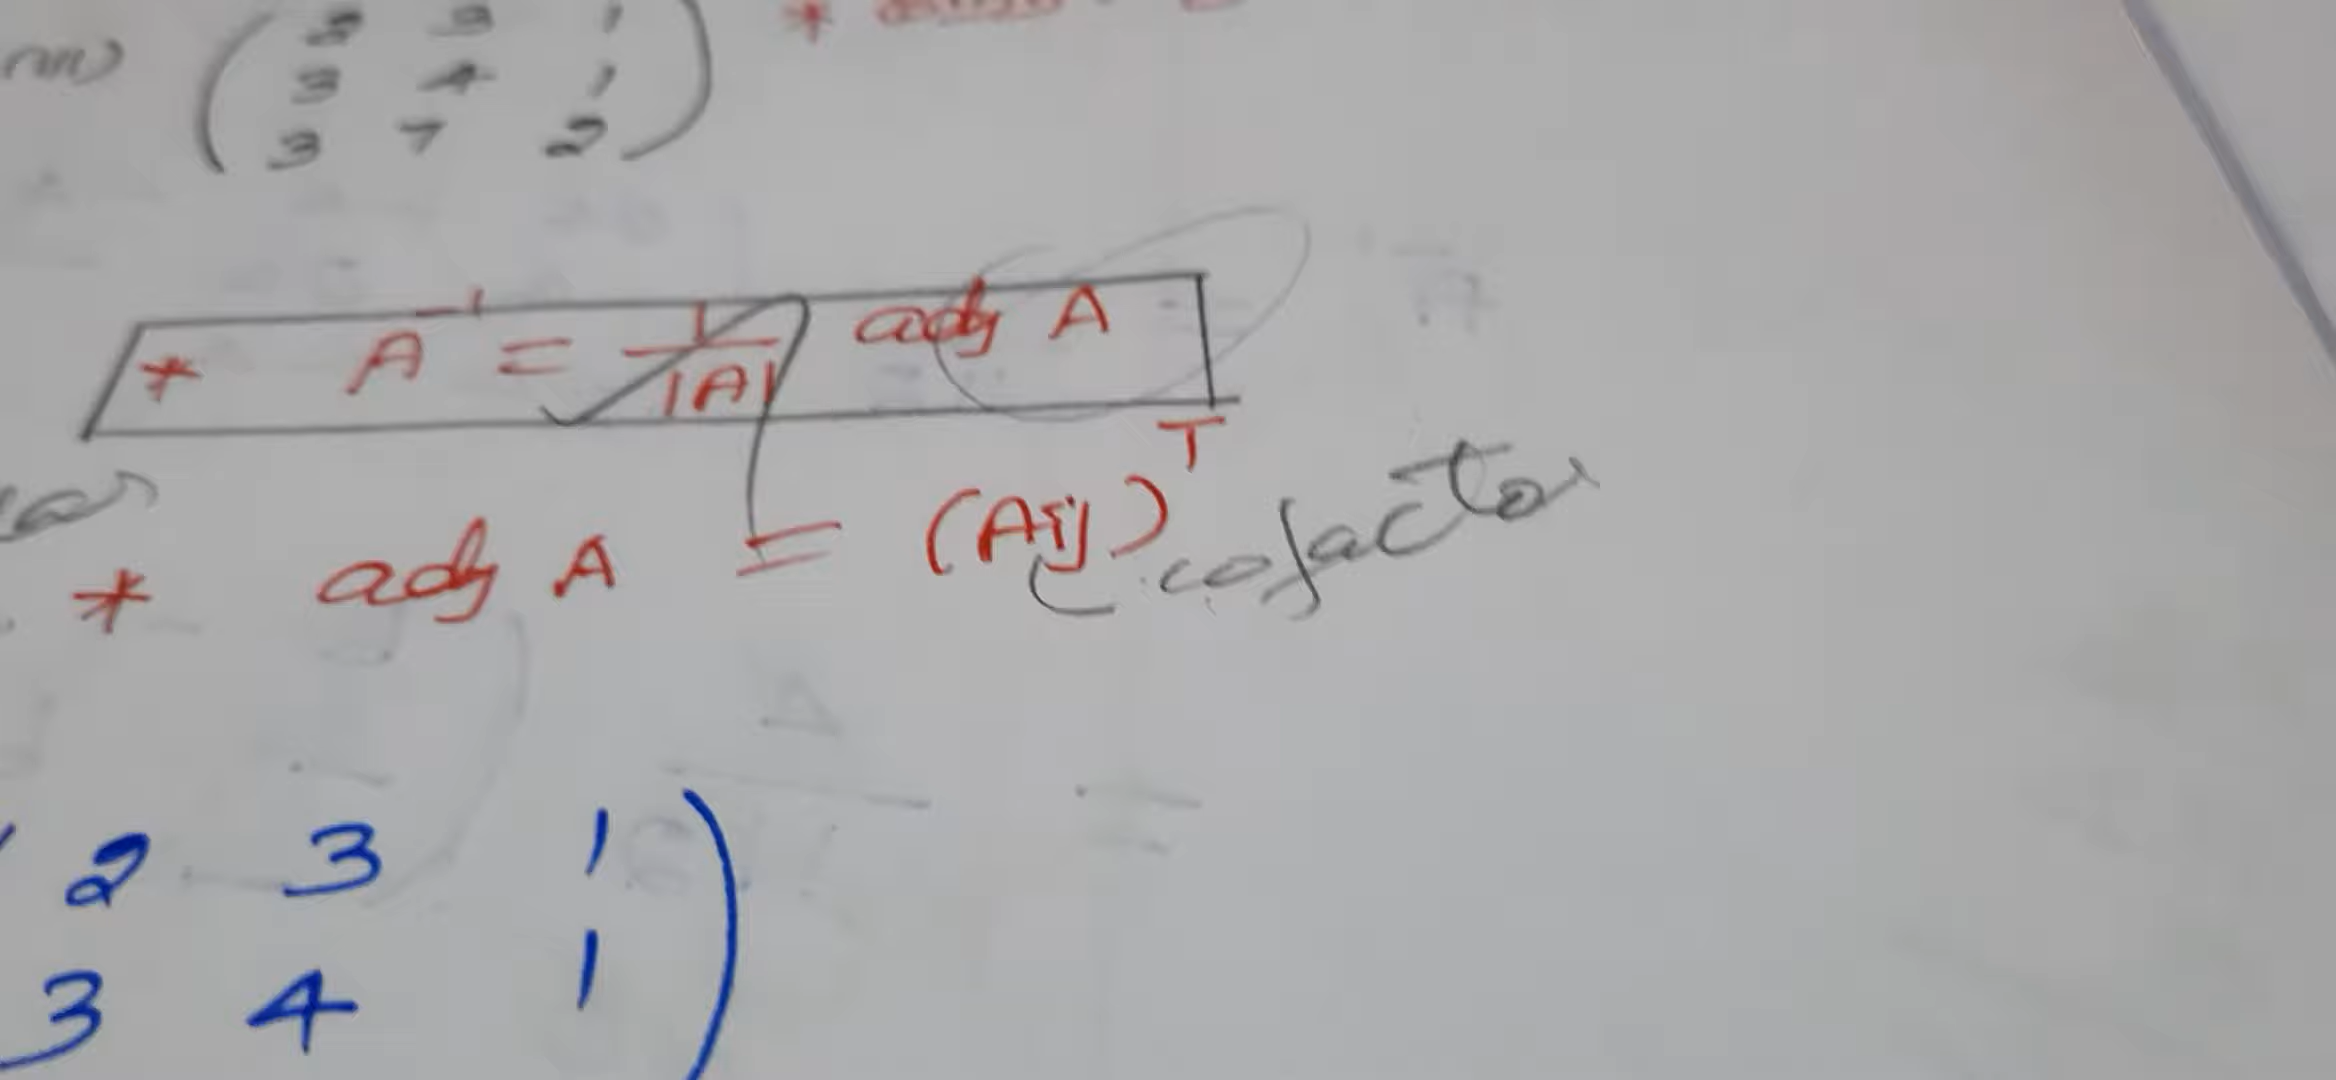 ( 2 3 1
3 4 1
3 7 2 )
* A⁻¹ = 1/|A| adj A
* adj A = (Aij)ᵀ cofactor
2 3 1
3 4 1 )